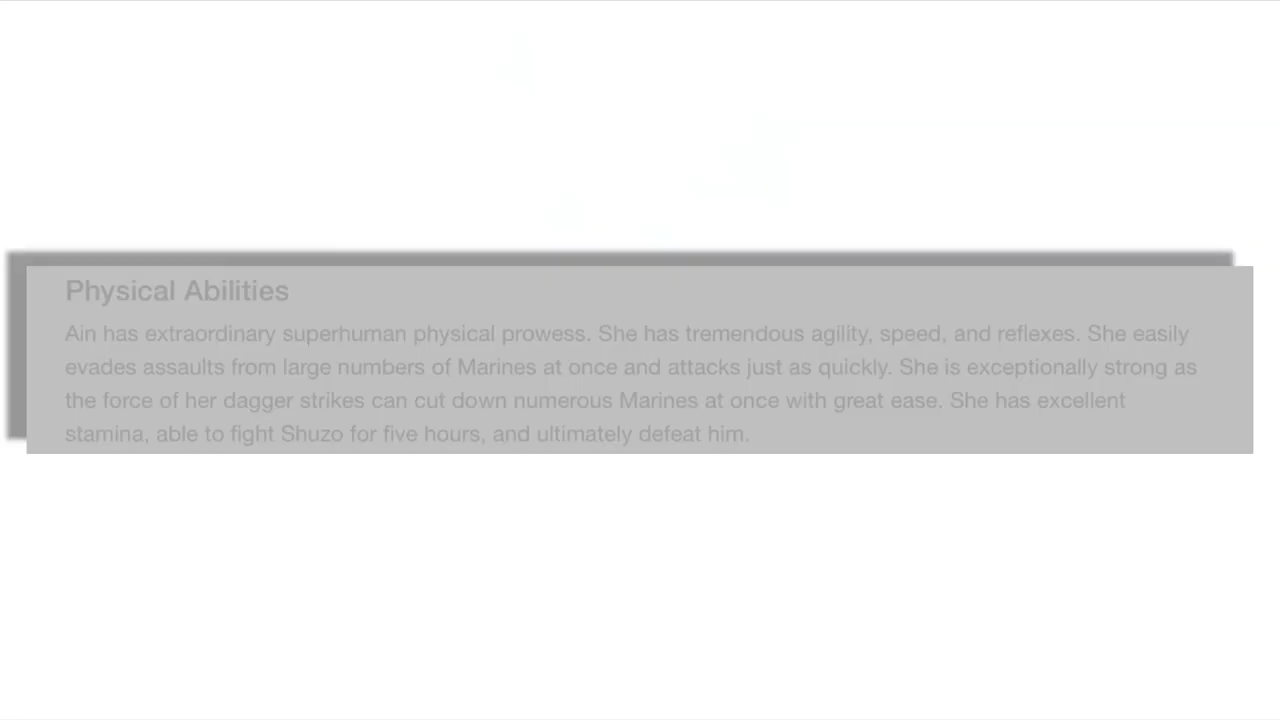 Physical Abilities
Ain has extraordinary superhuman physical prowess. She has tremendous agility, speed, and reflexes. She easily
evades assaults from large numbers of Marines at once and attacks just as quickly. She is exceptionally strong as
the force of her dagger strikes can cut down numerous Marines at once with great ease. She has excellent
stamina, able to fight Shuzo for five hours, and ultimately defeat him.